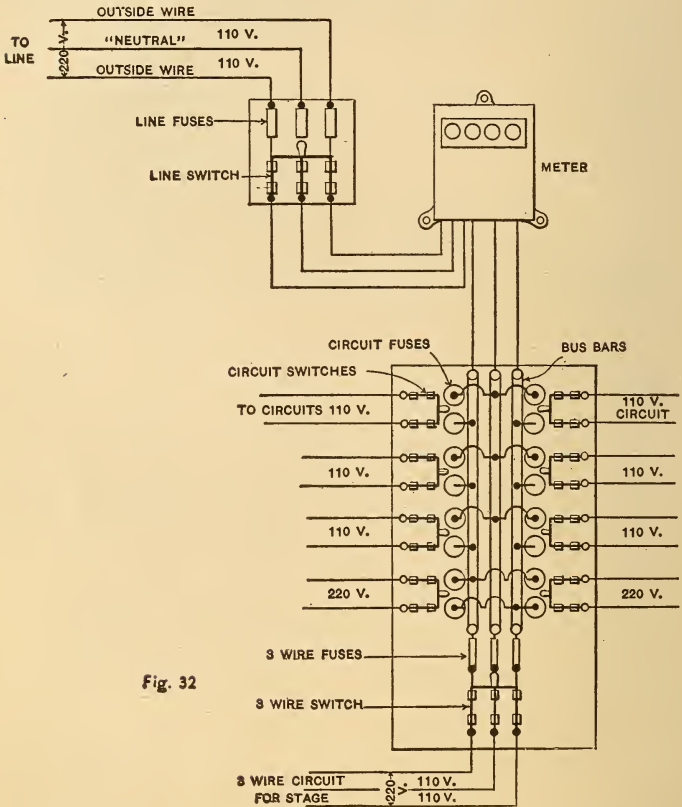 OUTSIDE WIRE
TO
LINE
220 V.
"NEUTRAL"
110 V.
110 V.
OUTSIDE WIRE
LINE FUSES
LINE SWITCH
METER
CIRCUIT FUSES
BUS BARS
CIRCUIT SWITCHES
TO CIRCUITS 110 V.
110 V.
CIRCUIT
110 V.
110 V.
110 V.
110 V.
220 V.
220 V.
3 WIRE FUSES
Fig. 32
3 WIRE SWITCH
3 WIRE CIRCUIT
FOR STAGE
220 V.
110 V.
110 V.